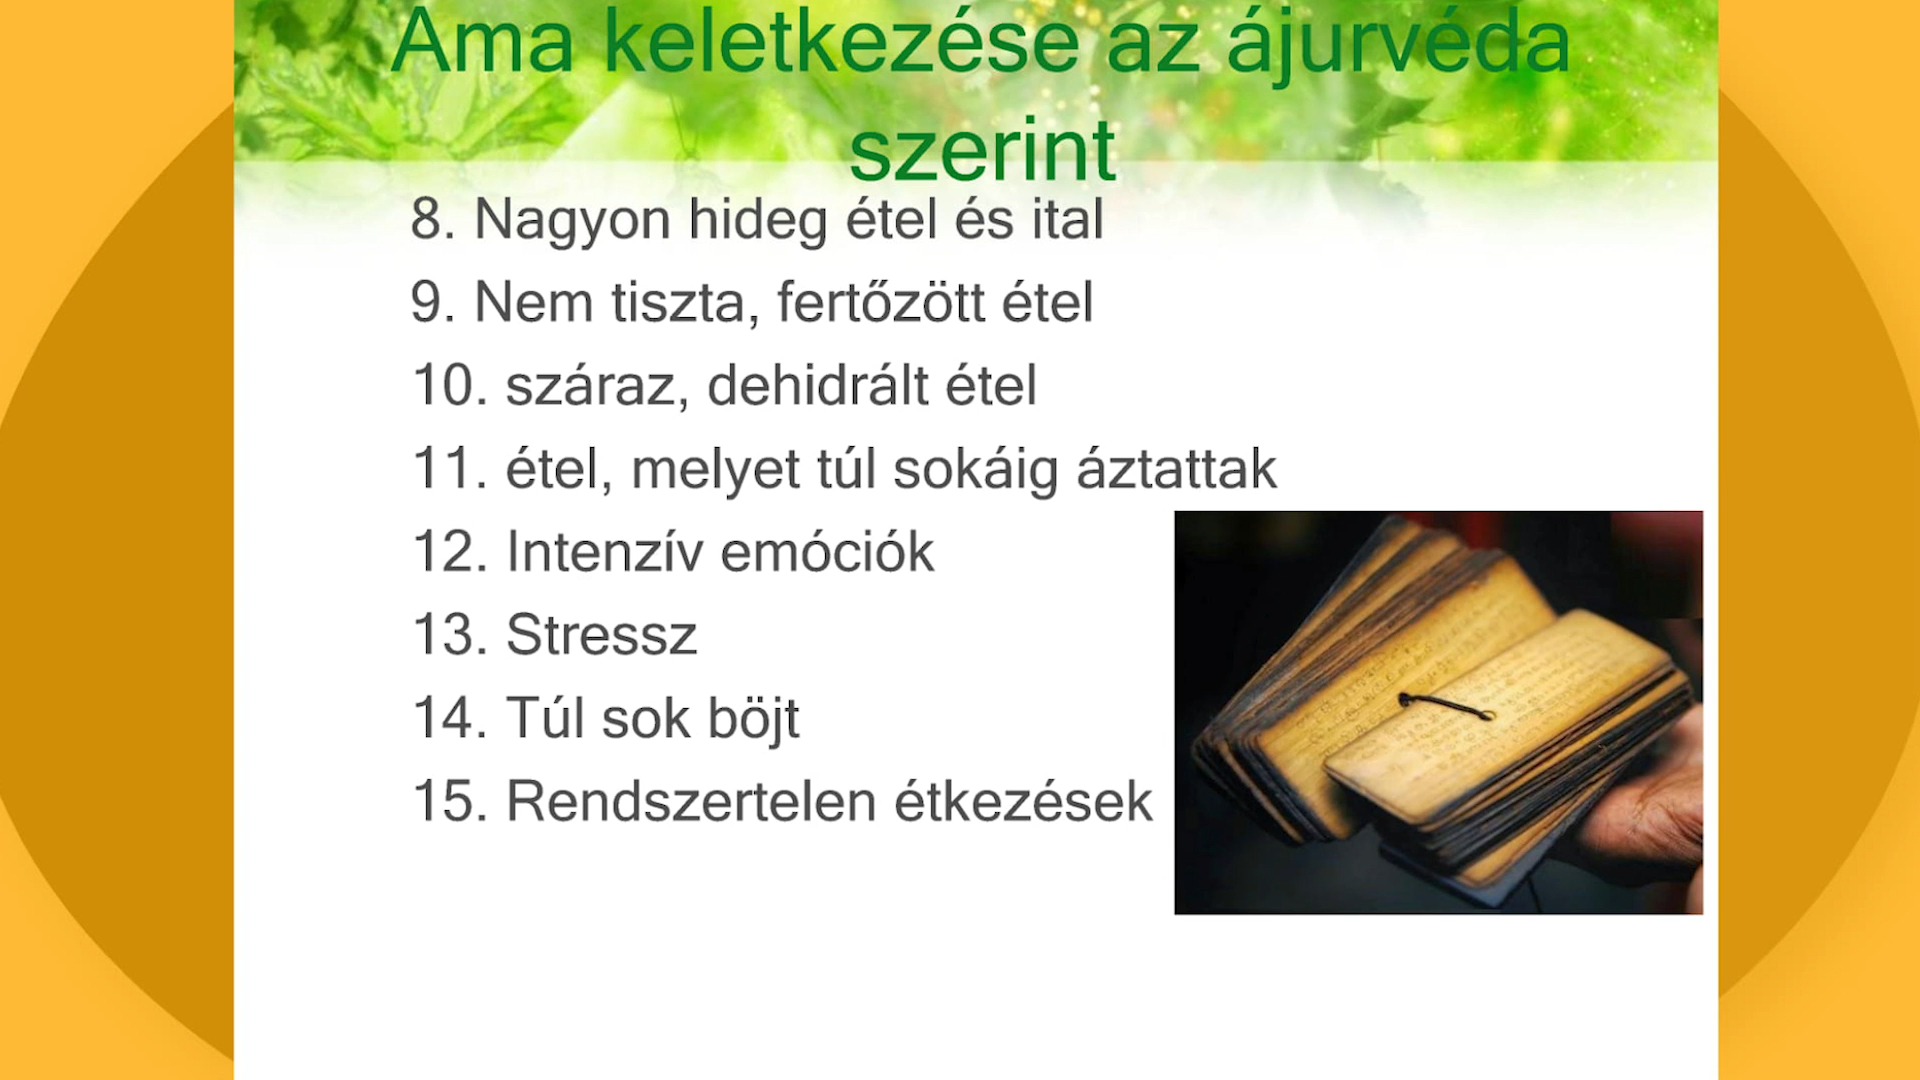 Ama keletkezése az ájurvéda
szerint
8. Nagyon hideg étel és ital
9. Nem tiszta, fertőzött étel
10. száraz, dehidrált étel
11. étel, melyet túl sokáig áztattak
12. Intenzív emóciók
13. Stressz
14. Túl sok böjt
15. Rendszertelen étkezések